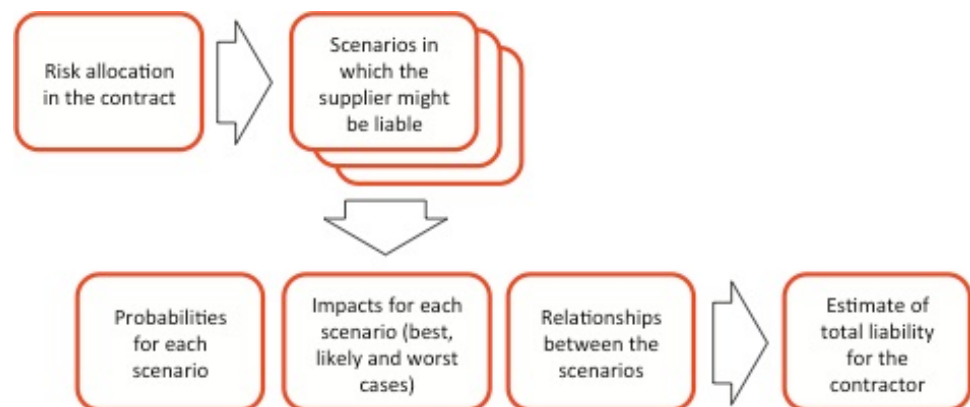 Risk allocation
in the contract
Scenarios in
which the
supplier might
be liable
Probabilities
for each
scenario
Impacts for each
scenario (best,
likely and worst
cases)
Relationships
between the
scenarios
Estimate of
total liability
for the
contractor